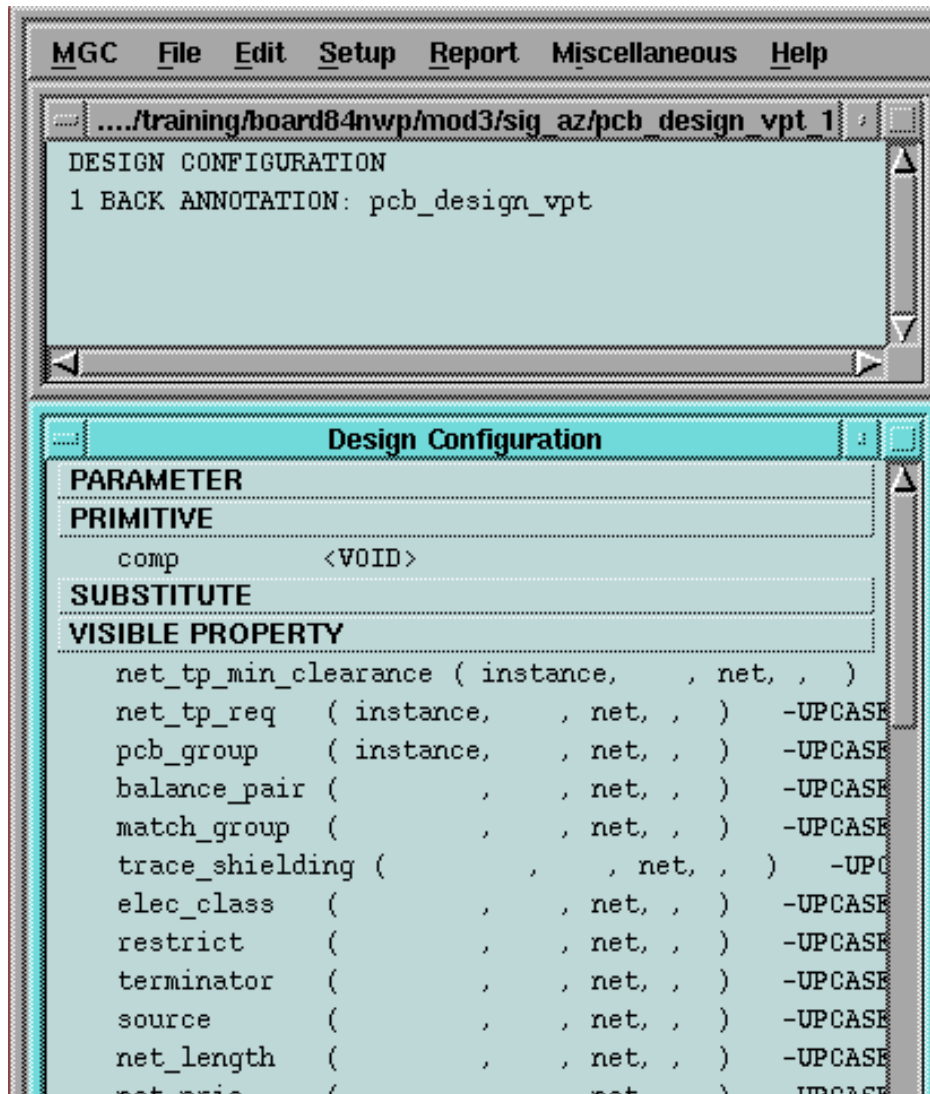 MGC File Edit Setup Report Miscellaneous Help
..../training/board84nwp/mod3/sig_az/pcb_design_vpt_1
DESIGN CONFIGURATION
1 BACK ANNOTATION: pcb_design_vpt
Design Configuration
PARAMETER
PRIMITIVE
comp <VOID>
SUBSTITUTE
VISIBLE PROPERTY
net_tp_min_clearance ( instance, , net, , )
net_tp_req ( instance, , net, , ) -UPCASE
pcb_group ( instance, , net, , ) -UPCASE
balance_pair ( , , net, , ) -UPCASE
match_group ( , , net, , ) -UPCASE
trace_shielding ( , , net, , ) -UPC
elec_class ( , , net, , ) -UPCASE
restrict ( , , net, , ) -UPCASE
terminator ( , , net, , ) -UPCASE
source ( , , net, , ) -UPCASE
net_length ( , , net, , ) -UPCASE